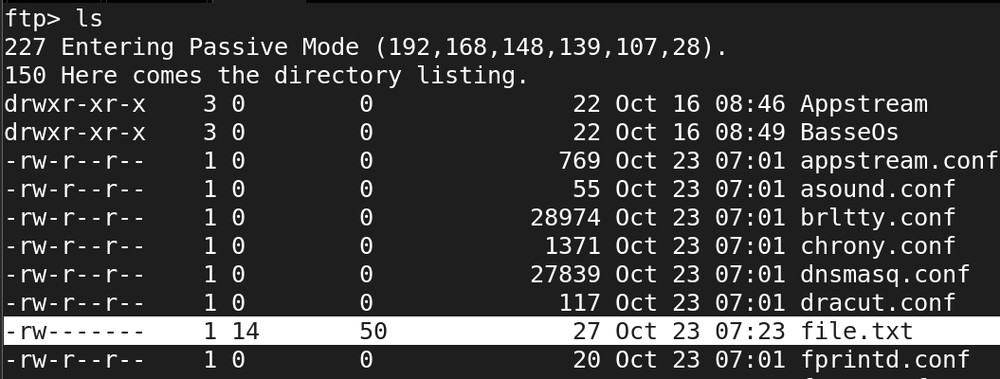 ftp> ls
227 Entering Passive Mode (192,168,148,139,107,28).
150 Here comes the directory listing.
drwxr-xr-x    3 0        0              22 Oct 16 08:46 Appstream
drwxr-xr-x    3 0        0              22 Oct 16 08:49 BasseOs
-rw-r--r--    1 0        0             769 Oct 23 07:01 appstream.conf
-rw-r--r--    1 0        0              55 Oct 23 07:01 asound.conf
-rw-r--r--    1 0        0           28974 Oct 23 07:01 brltty.conf
-rw-r--r--    1 0        0            1371 Oct 23 07:01 chrony.conf
-rw-r--r--    1 0        0           27839 Oct 23 07:01 dnsmasq.conf
-rw-r--r--    1 0        0             117 Oct 23 07:01 dracut.conf
-rw-------    1 14       50             27 Oct 23 07:23 file.txt
-rw-r--r--    1 0        0              20 Oct 23 07:01 fprintd.conf